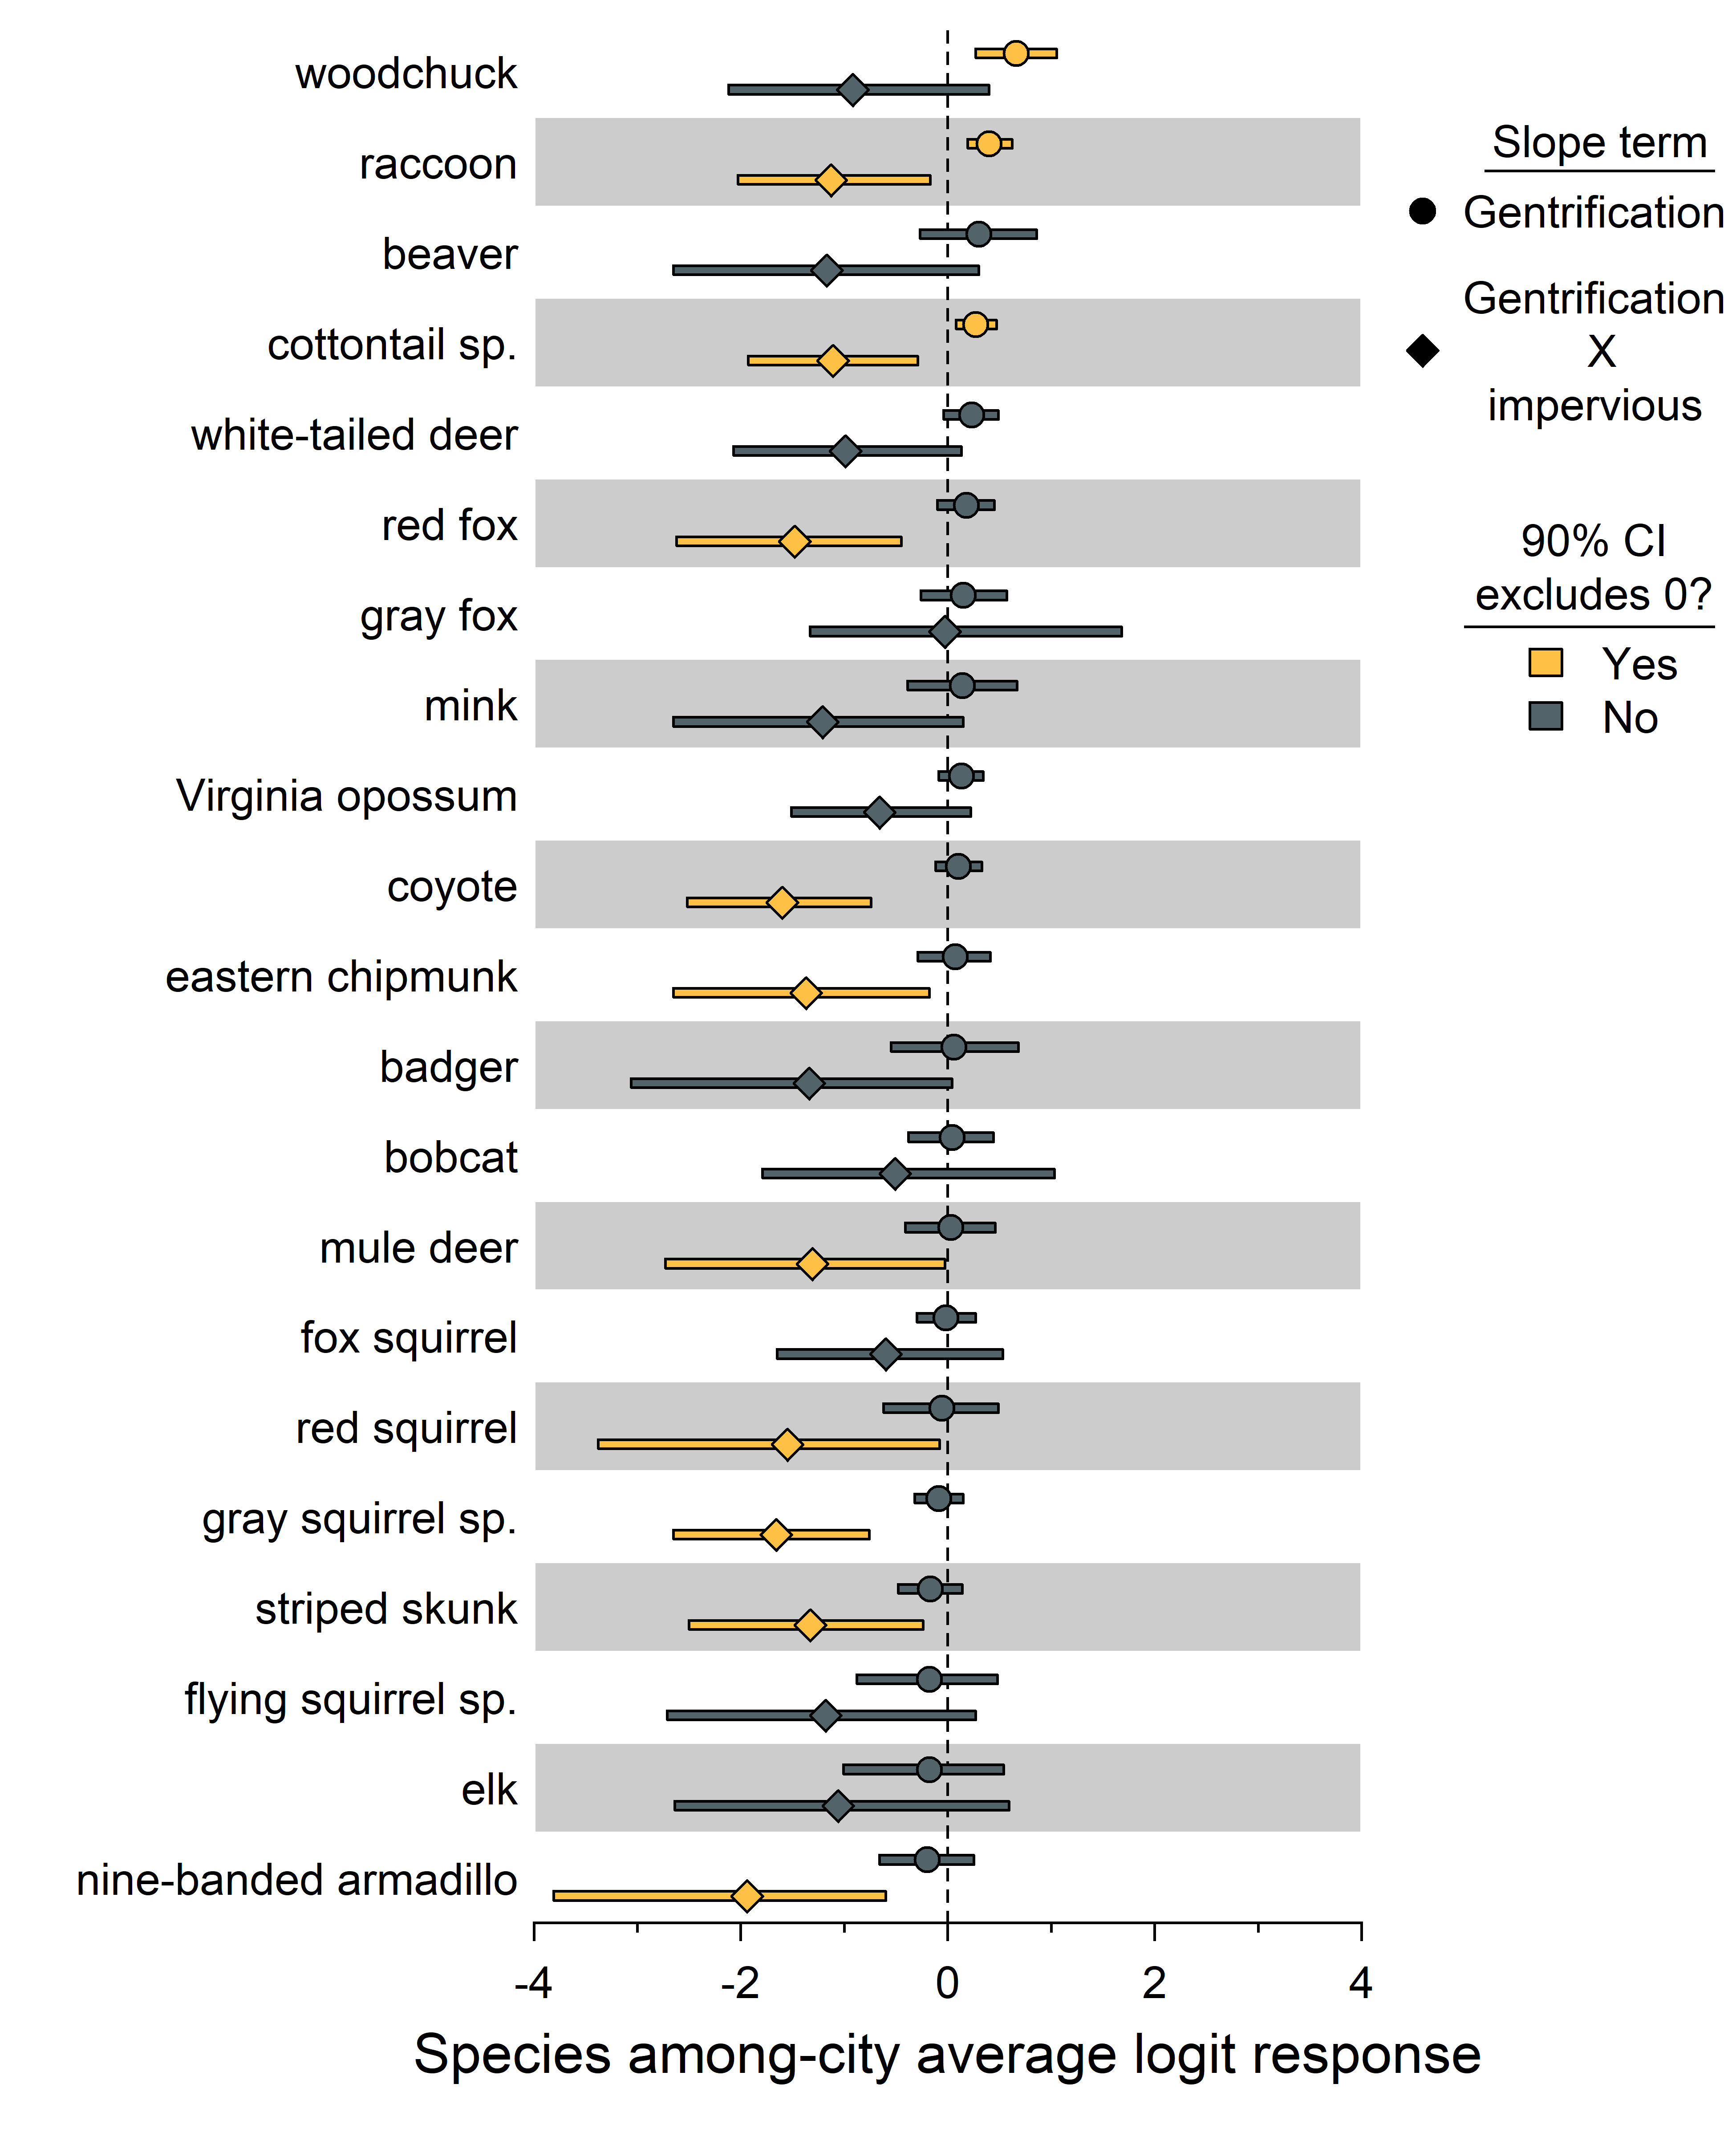 woodchuck
raccoon
beaver
cottontail sp.
white-tailed deer
red fox
gray fox
mink
Virginia opossum
coyote
eastern chipmunk
badger
bobcat
mule deer
fox squirrel
red squirrel
gray squirrel sp.
striped skunk
flying squirrel sp.
elk
nine-banded armadillo
-4 -2 0 2 4
Species among-city average logit response
Slope term
Gentrification
Gentrification
X
impervious
90% CI
excludes 0?
Yes
No